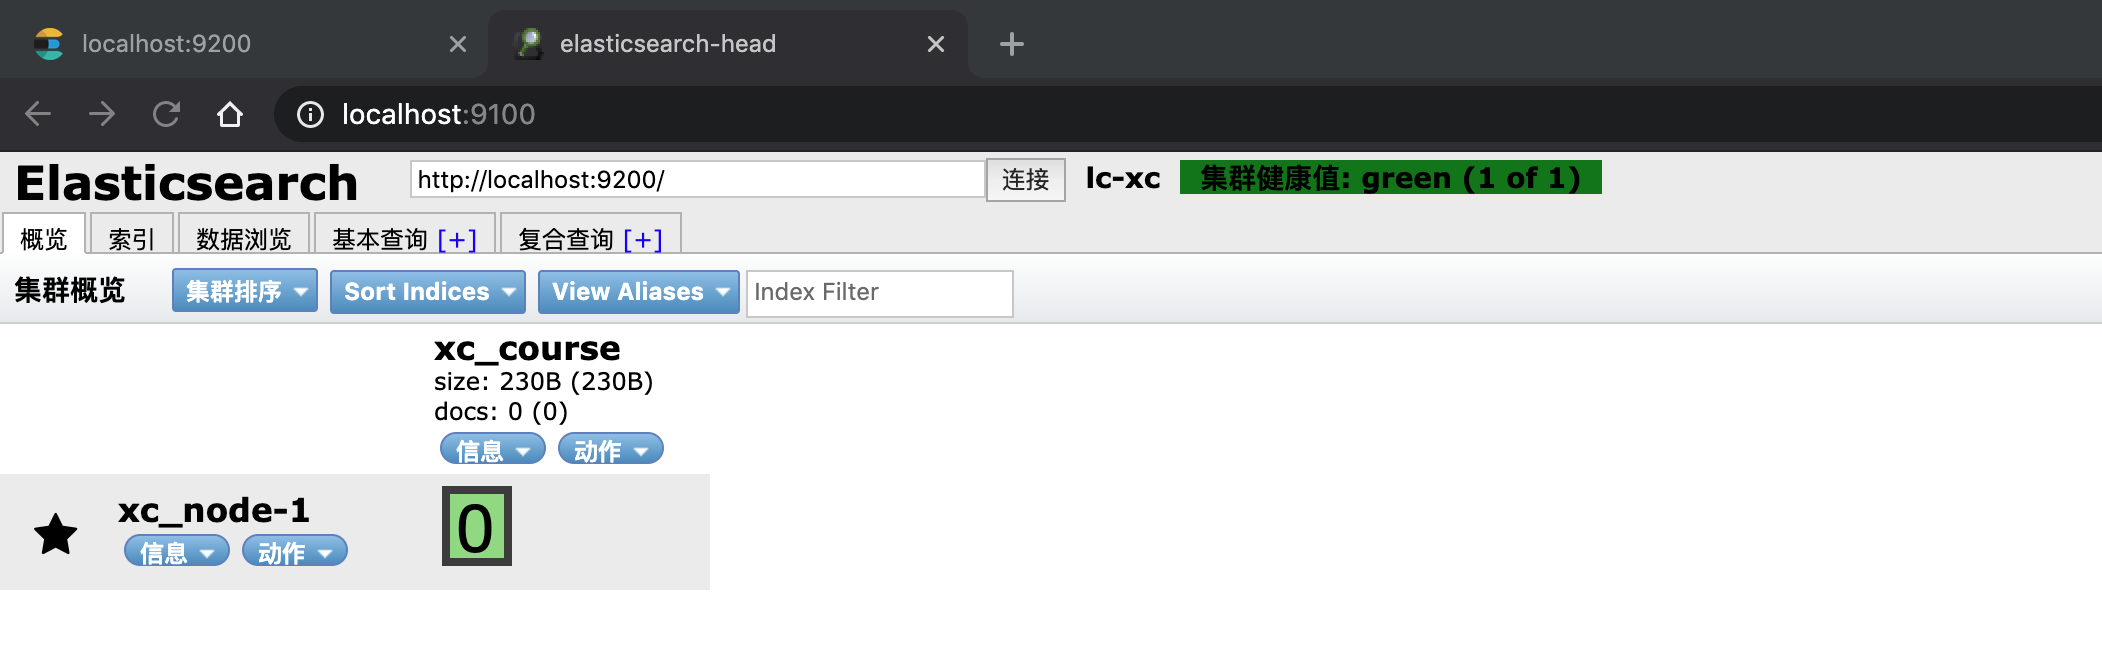 localhost:9200
elasticsearch-head
localhost:9100
Elasticsearch http://localhost:9200/ 连接 lc-xc 集群健康值: green (1 of 1)
概览 索引 数据浏览 基本查询 [+] 复合查询 [+]
集群概览 集群排序 Sort Indices View Aliases Index Filter
xc_course
size: 230B (230B)
docs: 0 (0)
信息 动作
xc_node-1
信息 动作
0